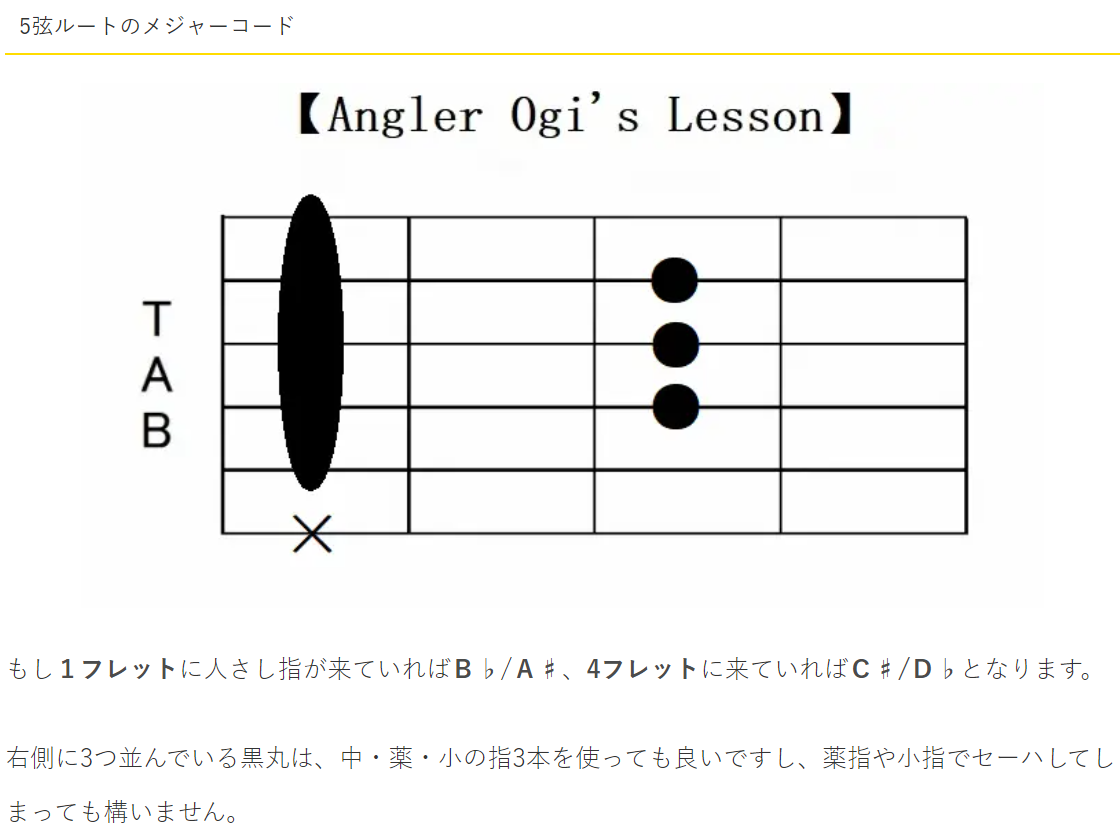 5弦ルートのメジャーコード
【Angler Ogi's Lesson】
T
A
B
もし１フレットに人さし指が来ていればB♭/A♯、4フレットに来ていればC♯/D♭となります。
右側に3つ並んでいる黒丸は、中・薬・小の指3本を使っても良いですし、薬指や小指でセーハしてし
まっても構いません。